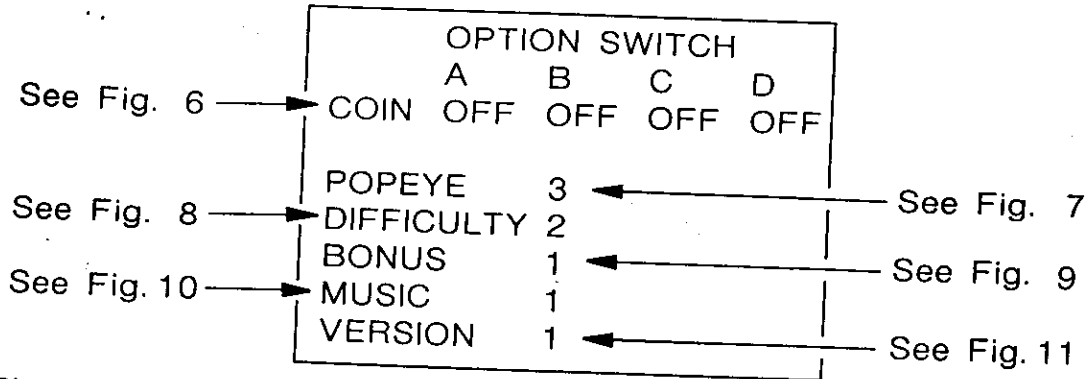 OPTION SWITCH
A B C D
See Fig. 6 COIN OFF OFF OFF OFF
POPEYE 3 See Fig. 7
See Fig. 8 DIFFICULTY 2
BONUS 1 See Fig. 9
See Fig. 10 MUSIC 1
VERSION 1 See Fig. 11